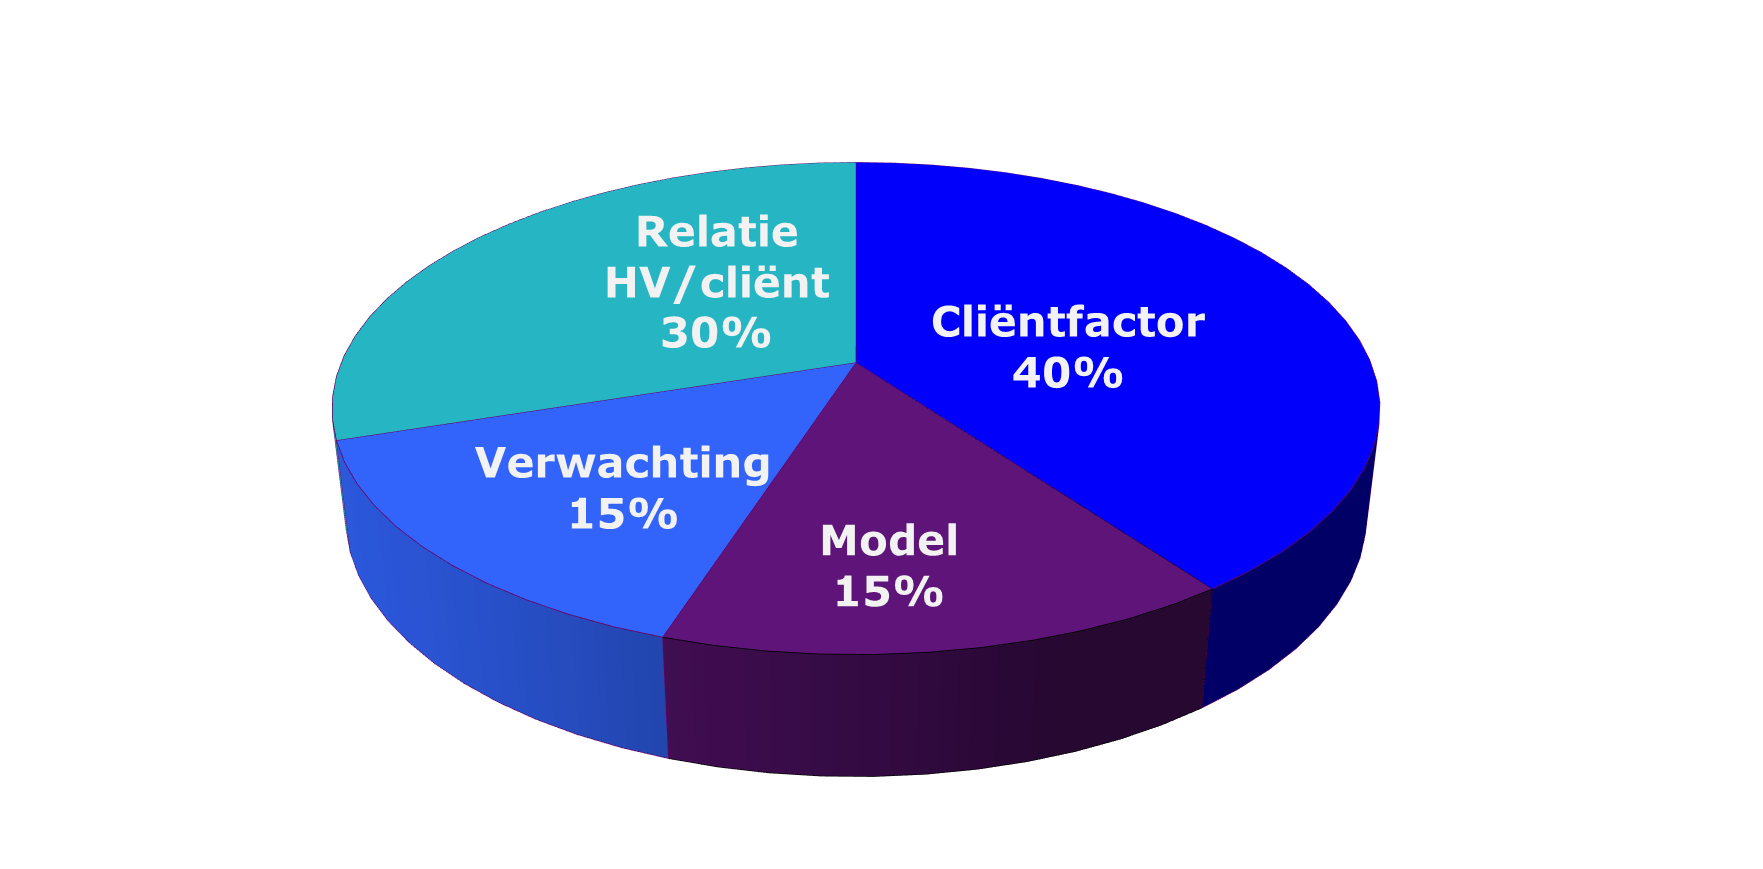 Relatie
HV/cliënt
30%
Cliëntfactor
40%
Verwachting
15%
Model
15%